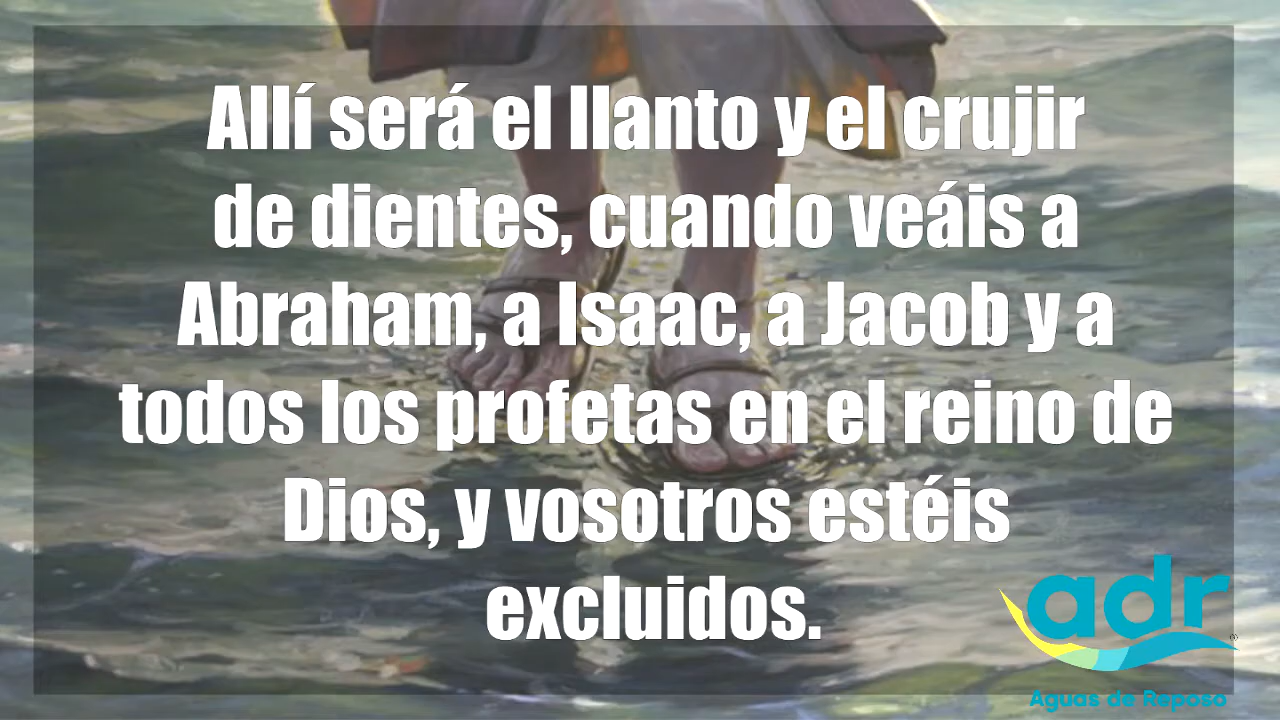 Allí será el llanto y el crujir
de dientes, cuando veáis a
Abraham, a Isaac, a Jacob y a
todos los profetas en el reino de
Dios, y vosotros estéis
excluidos.
adr
®
Aguas de Reposo